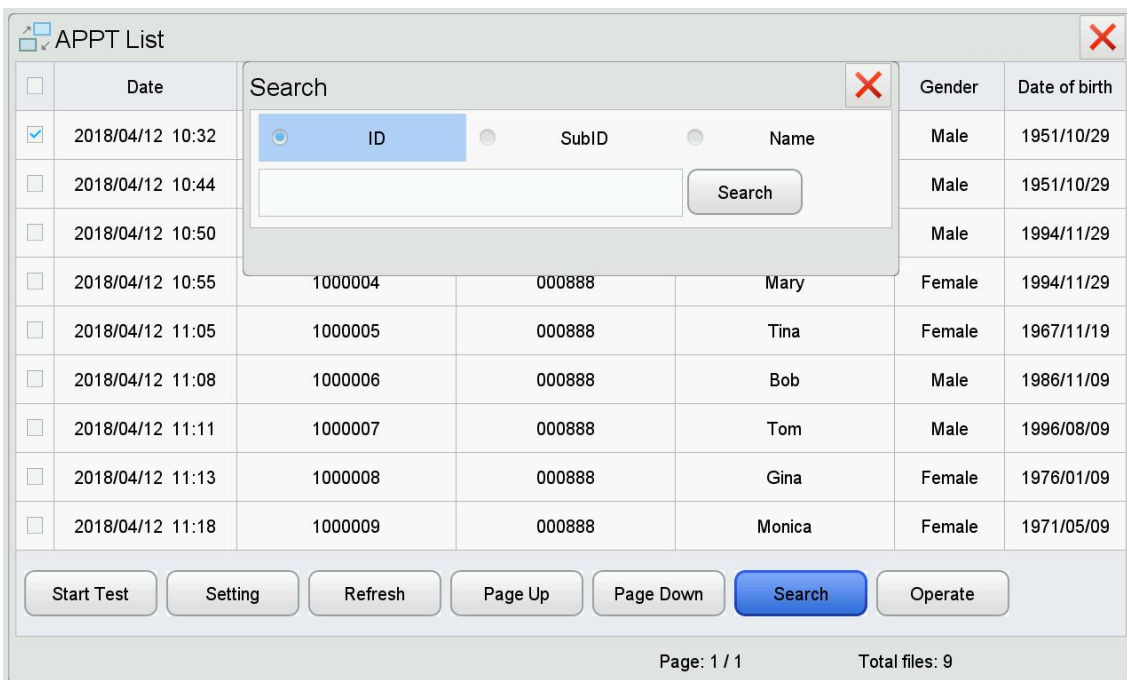 APPT List
Date Search Gender Date of birth
2018/04/12 10:32 ID SubID Name Male 1951/10/29
2018/04/12 10:44 Search Male 1951/10/29
2018/04/12 10:50 Male 1994/11/29
2018/04/12 10:55 1000004 000888 Mary Female 1994/11/29
2018/04/12 11:05 1000005 000888 Tina Female 1967/11/19
2018/04/12 11:08 1000006 000888 Bob Male 1986/11/09
2018/04/12 11:11 1000007 000888 Tom Male 1996/08/09
2018/04/12 11:13 1000008 000888 Gina Female 1976/01/09
2018/04/12 11:18 1000009 000888 Monica Female 1971/05/09
Start Test Setting Refresh Page Up Page Down Search Operate
Page: 1 / 1 Total files: 9